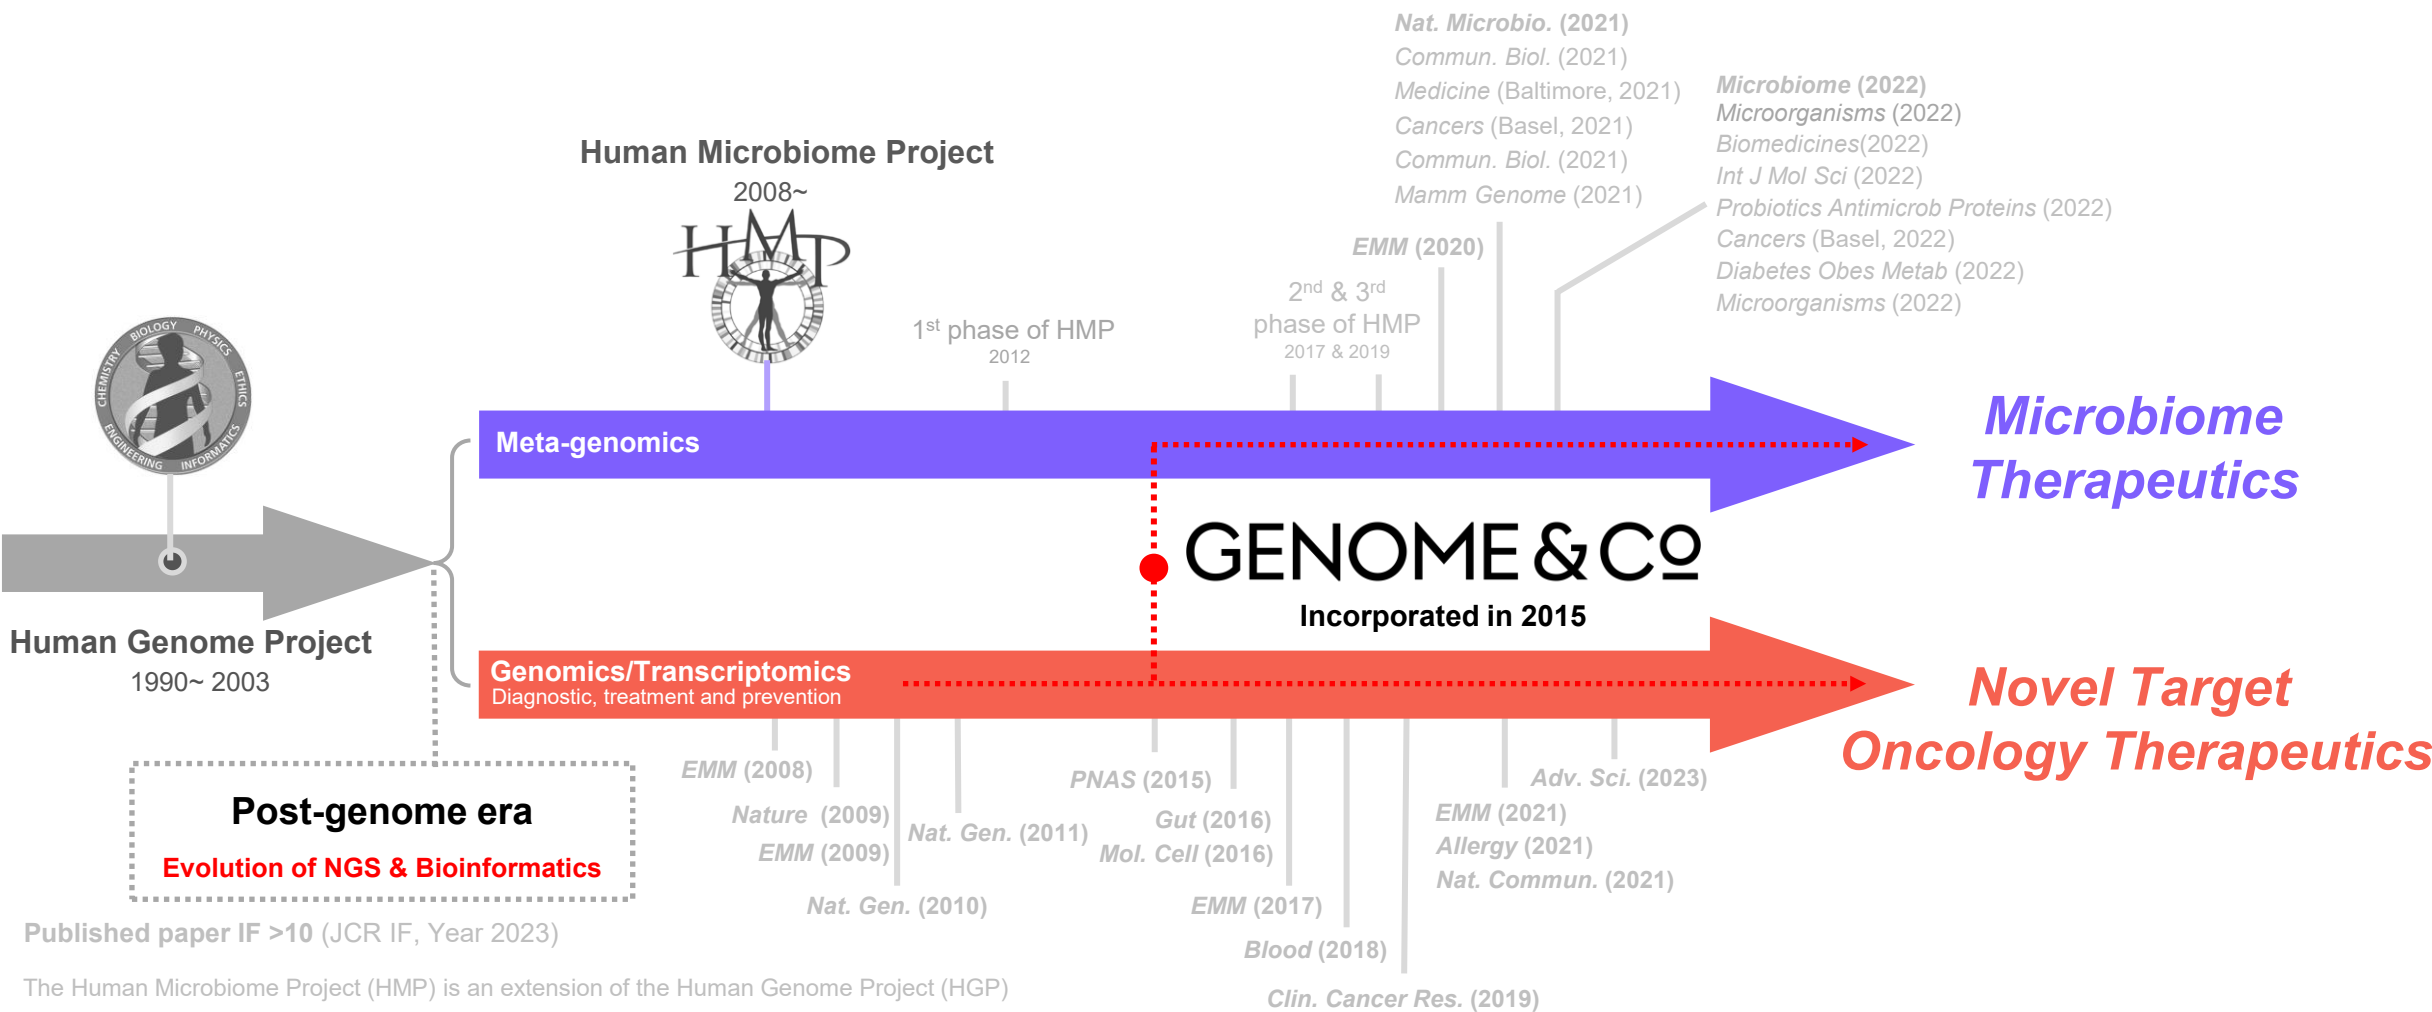 Nat. Microbio. (2021)
Commun. Biol. (2021)
Medicine (Baltimore, 2021)
Cancers (Basel, 2021)
Commun. Biol. (2021)
Mamm Genome (2021)
Microbiome (2022)
Microorganisms (2022)
Biomedicines(2022)
Int J Mol Sci (2022)
Probiotics Antimicrob Proteins (2022)
Cancers (Basel, 2022)
Diabetes Obes Metab (2022)
Microorganisms (2022)
Human Microbiome Project
2008~
HMP
EMM (2020)
1st phase of HMP
2012
2nd & 3rd
phase of HMP
2017 & 2019
CHEMISTRY BIOLOGY PHYSICS ETHICS
ENGINEERING INFORMATICS
Meta-genomics
Microbiome
Therapeutics
GENOME & Co
Incorporated in 2015
Human Genome Project
1990~ 2003
Genomics/Transcriptomics
Diagnostic, treatment and prevention
Novel Target
Oncology Therapeutics
EMM (2008)
Nature (2009)
EMM (2009)
Nat. Gen. (2010)
Nat. Gen. (2011)
PNAS (2015)
Gut (2016)
Mol. Cell (2016)
EMM (2017)
Blood (2018)
Clin. Cancer Res. (2019)
EMM (2021)
Allergy (2021)
Nat. Commun. (2021)
Adv. Sci. (2023)
Post-genome era
Evolution of NGS & Bioinformatics
Published paper IF >10 (JCR IF, Year 2023)
The Human Microbiome Project (HMP) is an extension of the Human Genome Project (HGP)